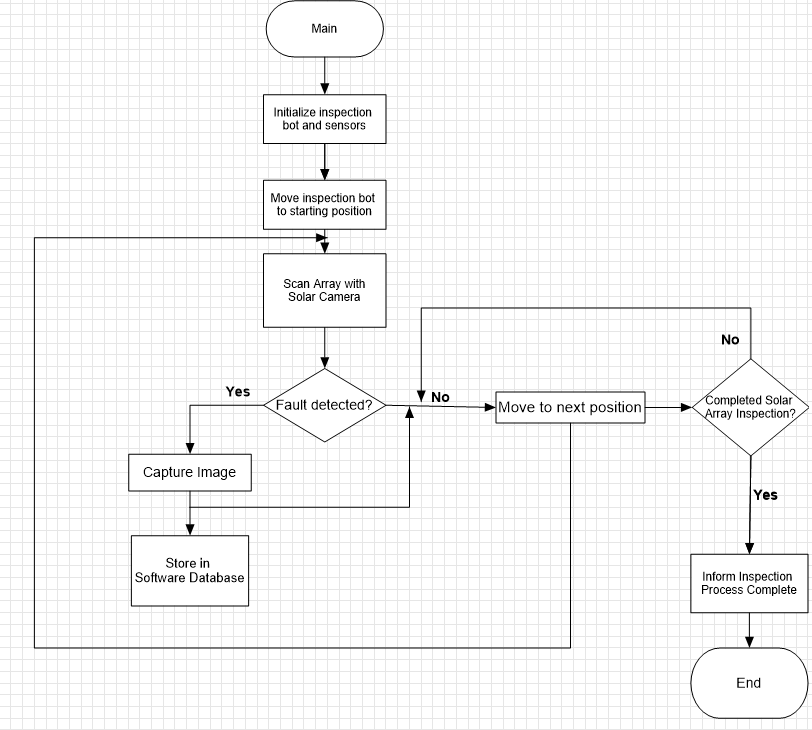 Main
Initialize inspection
bot and sensors
Move inspection bot
to starting position
Scan Array with
Solar Camera
No
Yes
Fault detected?
No
Move to next position
Completed Solar
Array Inspection?
Capture Image
Yes
Store in
Software Database
Inform Inspection
Process Complete
End